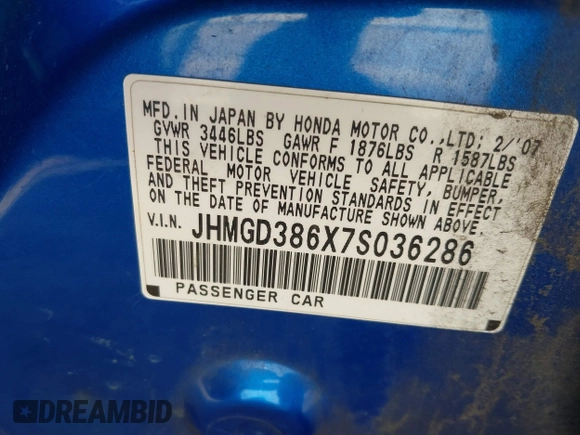 MFD. IN JAPAN BY HONDA MOTOR CO.,LTD; 2/'07
GVWR 3446LBS GAWR F 1876LBS R 1587LBS
THIS VEHICLE CONFORMS TO ALL APPLICABLE
FEDERAL MOTOR VEHICLE SAFETY, BUMPER,
AND THEFT PREVENTION STANDARDS IN EFFECT
ON THE DATE OF MANUFACTURE SHOWN ABOVE.
V.I.N. JHMGD386X7S036286
PASSENGER CAR
DREAMBID